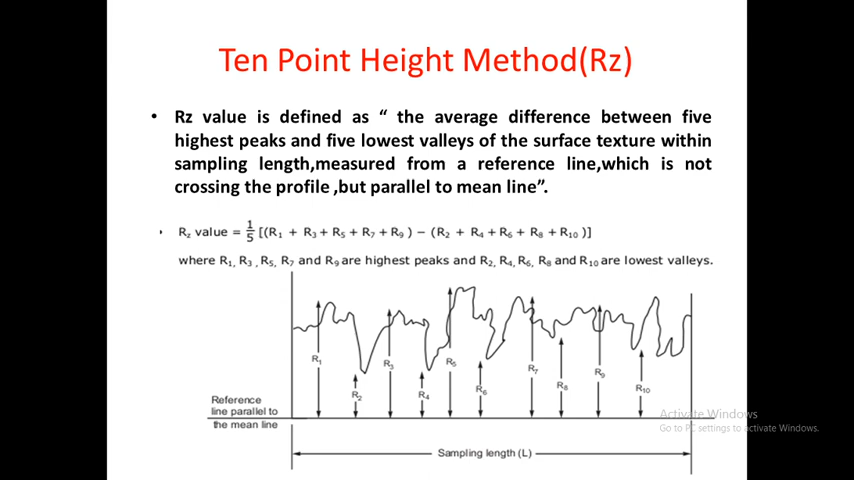 Ten Point Height Method(Rz)
• Rz value is defined as “ the average difference between five
highest peaks and five lowest valleys of the surface texture within
sampling length,measured from a reference line,which is not
crossing the profile ,but parallel to mean line”.
• Rz value = 1/5 [(R1 + R3 + R5 + R7 + R9 ) − (R2 + R4 + R6 + R8 + R10 )]
where R1, R3 , R5, R7 and R9 are highest peaks and R2, R4, R6, R8 and R10 are lowest valleys.
R1
R2
R3
R4
R5
R6
R7
R8
R9
R10
Reference
line parallel to
the mean line
Sampling length (L)
Activate Windows
Go to PC settings to activate Windows.